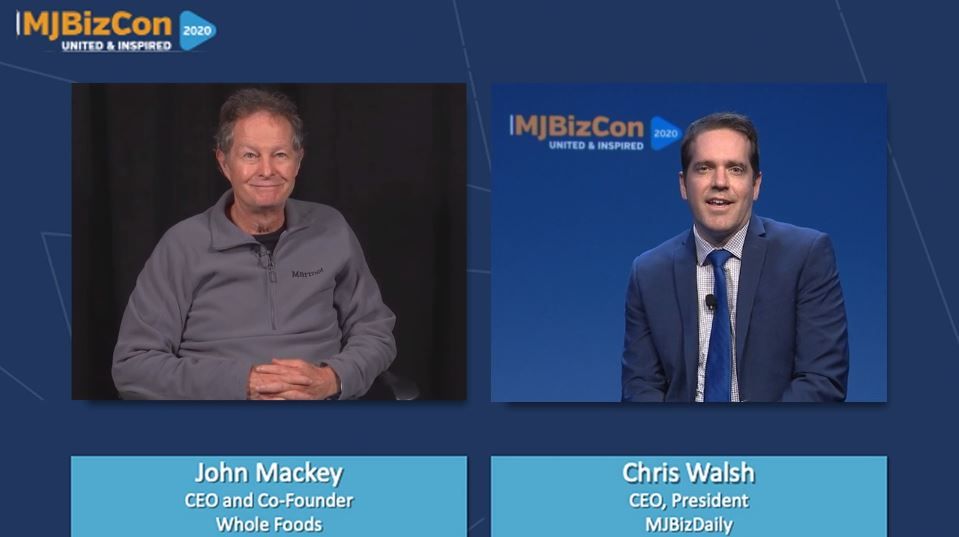 MJBizCon 2020
UNITED & INSPIRED
MJBizCon 2020
UNITED & INSPIRED
Marmot
John Mackey
CEO and Co-Founder
Whole Foods
Chris Walsh
CEO, President
MJBizDaily